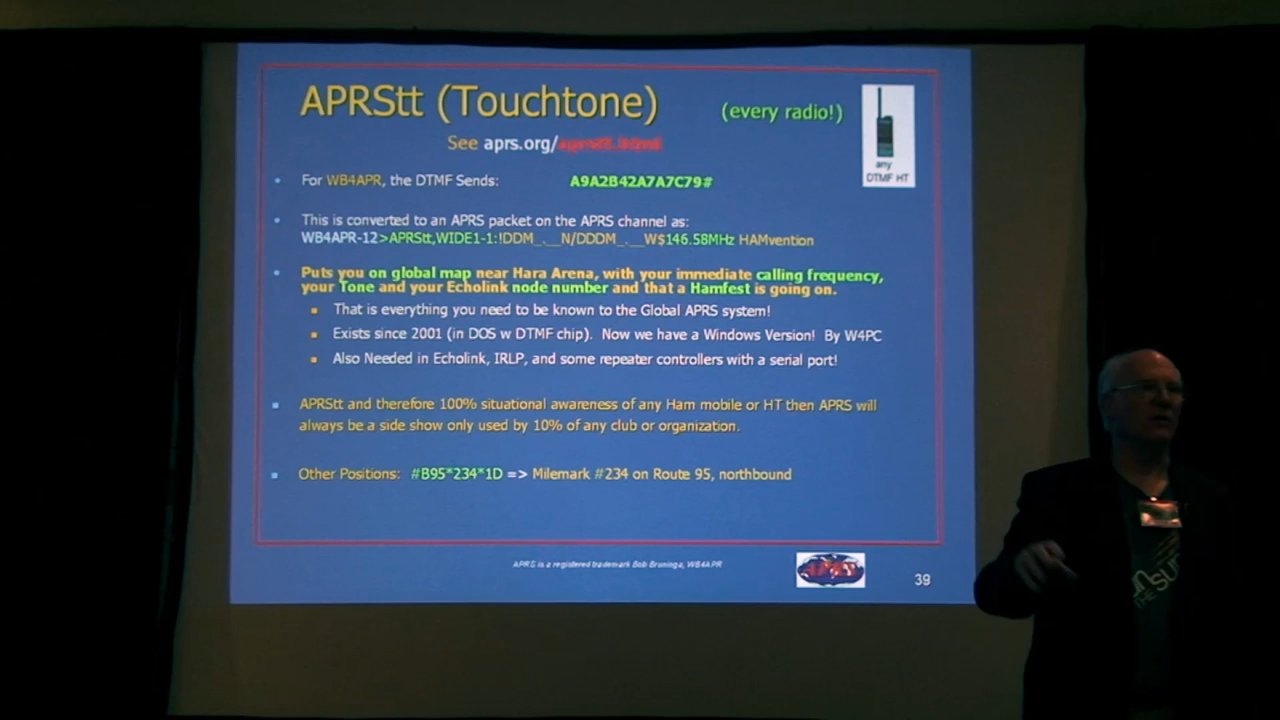 APRStt (Touchtone)
(every radio!)
See aprs.org/aprstt.html
any
DTMF HT
For WB4APR, the DTMF Sends: A9A2B42A7A7C79#
This is converted to an APRS packet on the APRS channel as:
WB4APR-12>APRStt,WIDE1-1:!DDM_.__N/DDDM_.__W$146.58MHz HAMvention
Puts you on global map near Hara Arena, with your immediate calling frequency,
your Tone and your Echolink node number and that a Hamfest is going on.
That is everything you need to be known to the Global APRS system!
Exists since 2001 (in DOS w DTMF chip). Now we have a Windows Version! By W4PC
Also Needed in Echolink, IRLP, and some repeater controllers with a serial port!
APRStt and therefore 100% situational awareness of any Ham mobile or HT then APRS will
always be a side show only used by 10% of any club or organization.
Other Positions: #B95*234*1D => Milemark #234 on Route 95, northbound
APRS is a registered trademark Bob Bruninga, WB4APR
APRS
39
THE SUN